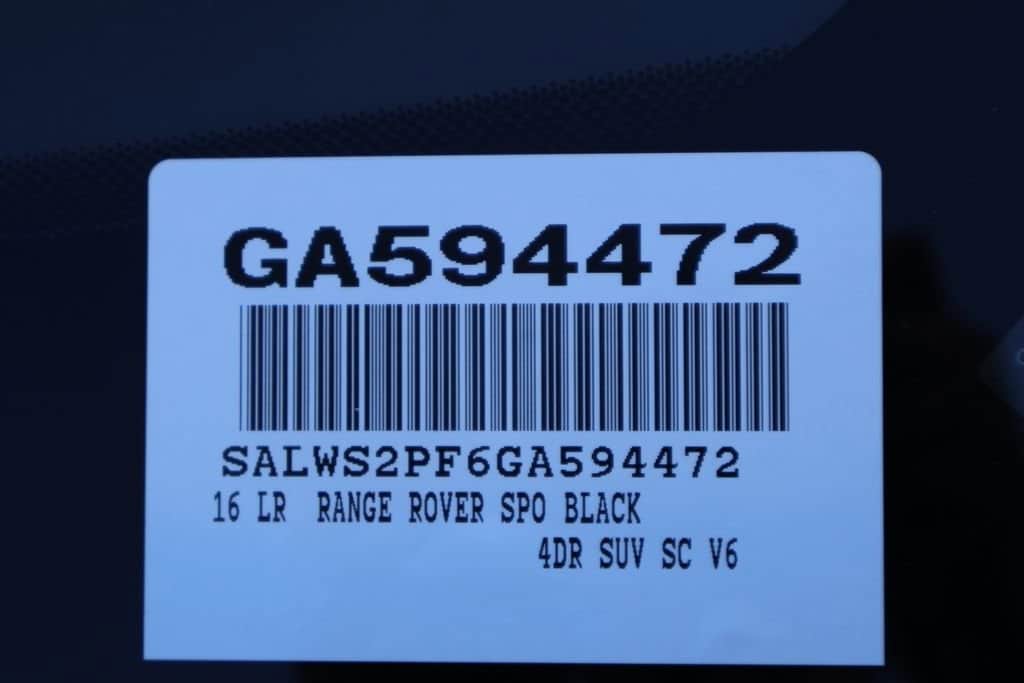 GA594472
SALWS2PF6GA594472
16 LR RANGE ROVER SPO BLACK
4DR SUV SC V6